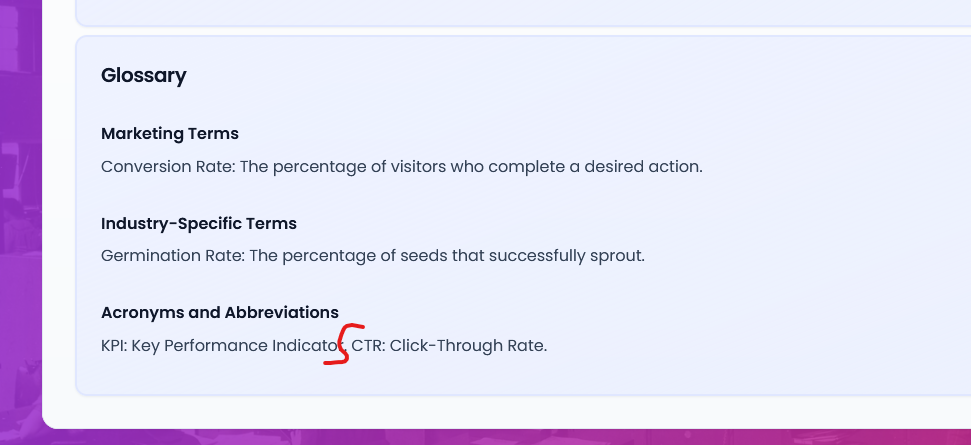 Glossary
Marketing Terms
Conversion Rate: The percentage of visitors who complete a desired action.
Industry-Specific Terms
Germination Rate: The percentage of seeds that successfully sprout.
Acronyms and Abbreviations
KPI: Key Performance Indicator, CTR: Click-Through Rate.